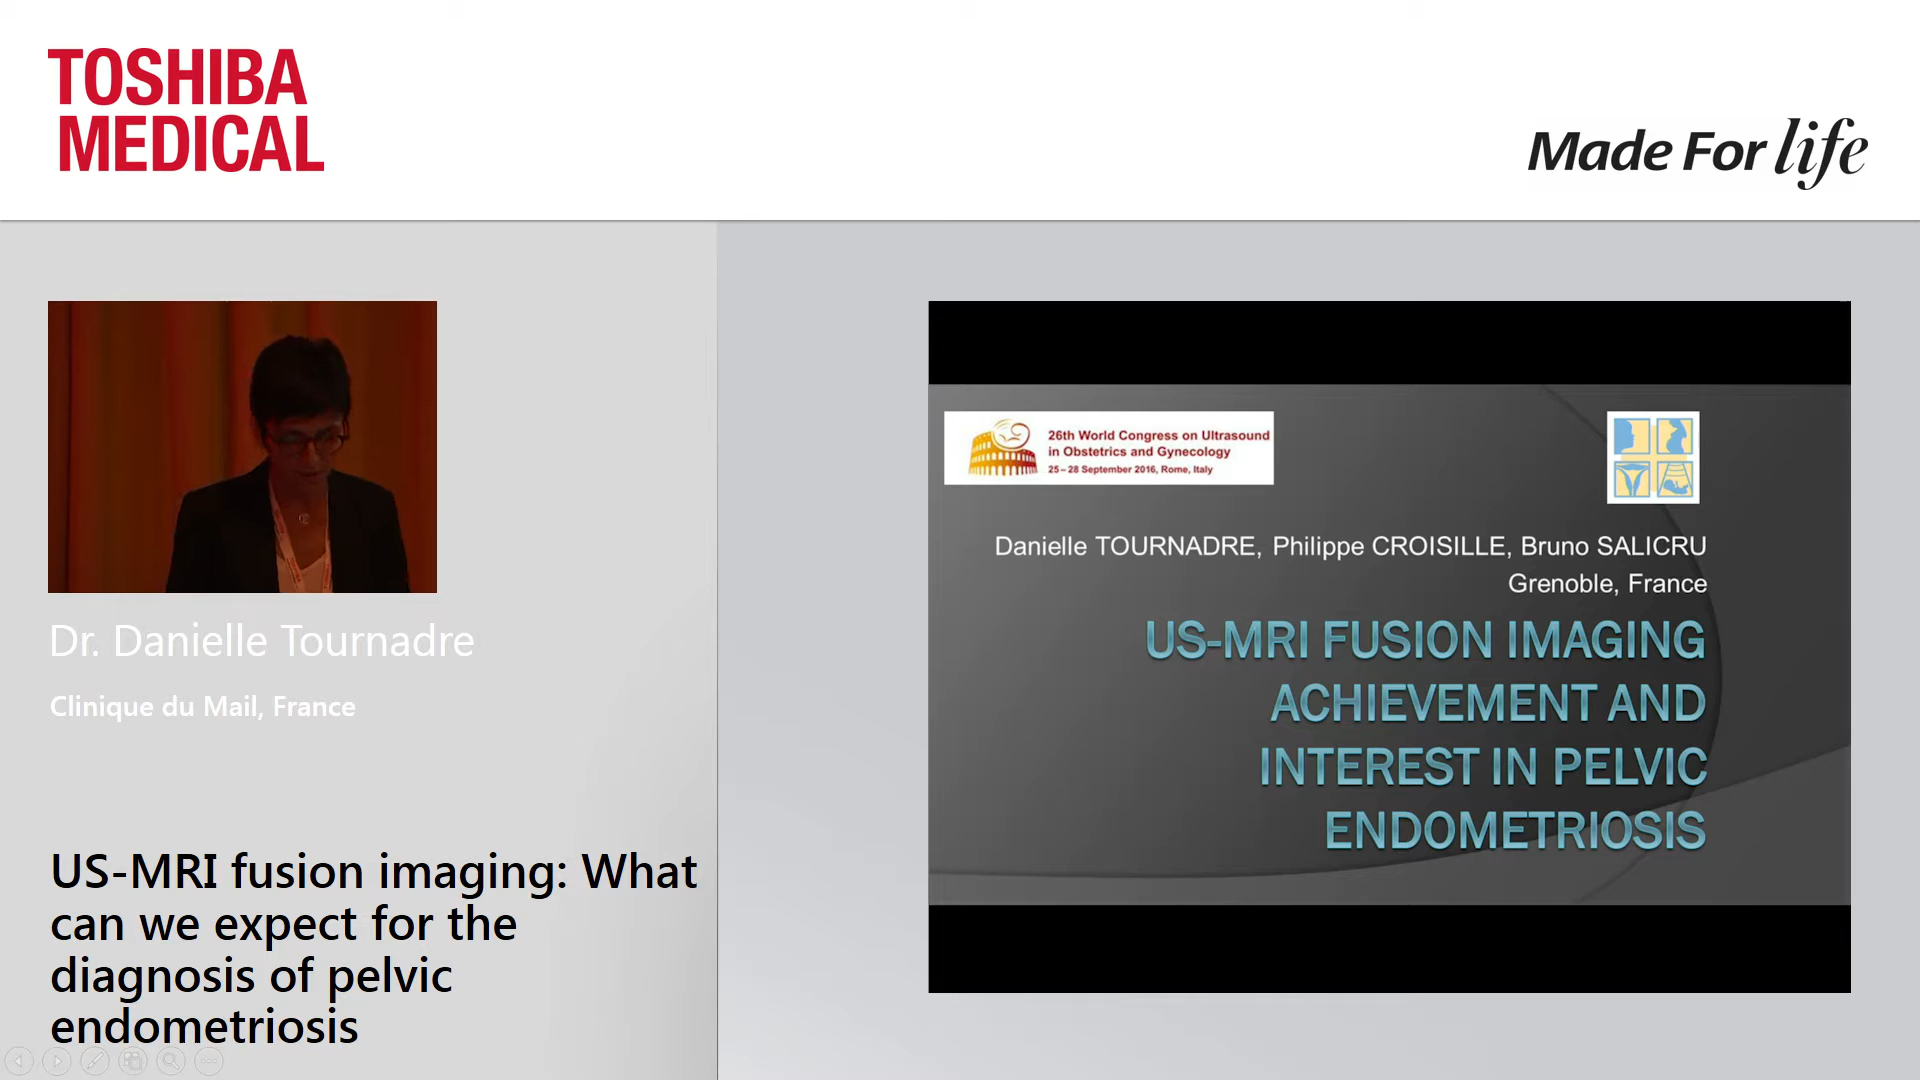 TOSHIBA
MEDICAL
Made For life
Dr. Danielle Tournadre
Clinique du Mail, France
US-MRI fusion imaging: What
can we expect for the
diagnosis of pelvic
endometriosis
26th World Congress on Ultrasound
in Obstetrics and Gynecology
25–28 September 2016, Rome, Italy
Danielle TOURNADRE, Philippe CROISILLE, Bruno SALICRU
Grenoble, France
US-MRI FUSION IMAGING
ACHIEVEMENT AND
INTEREST IN PELVIC
ENDOMETRIOSIS